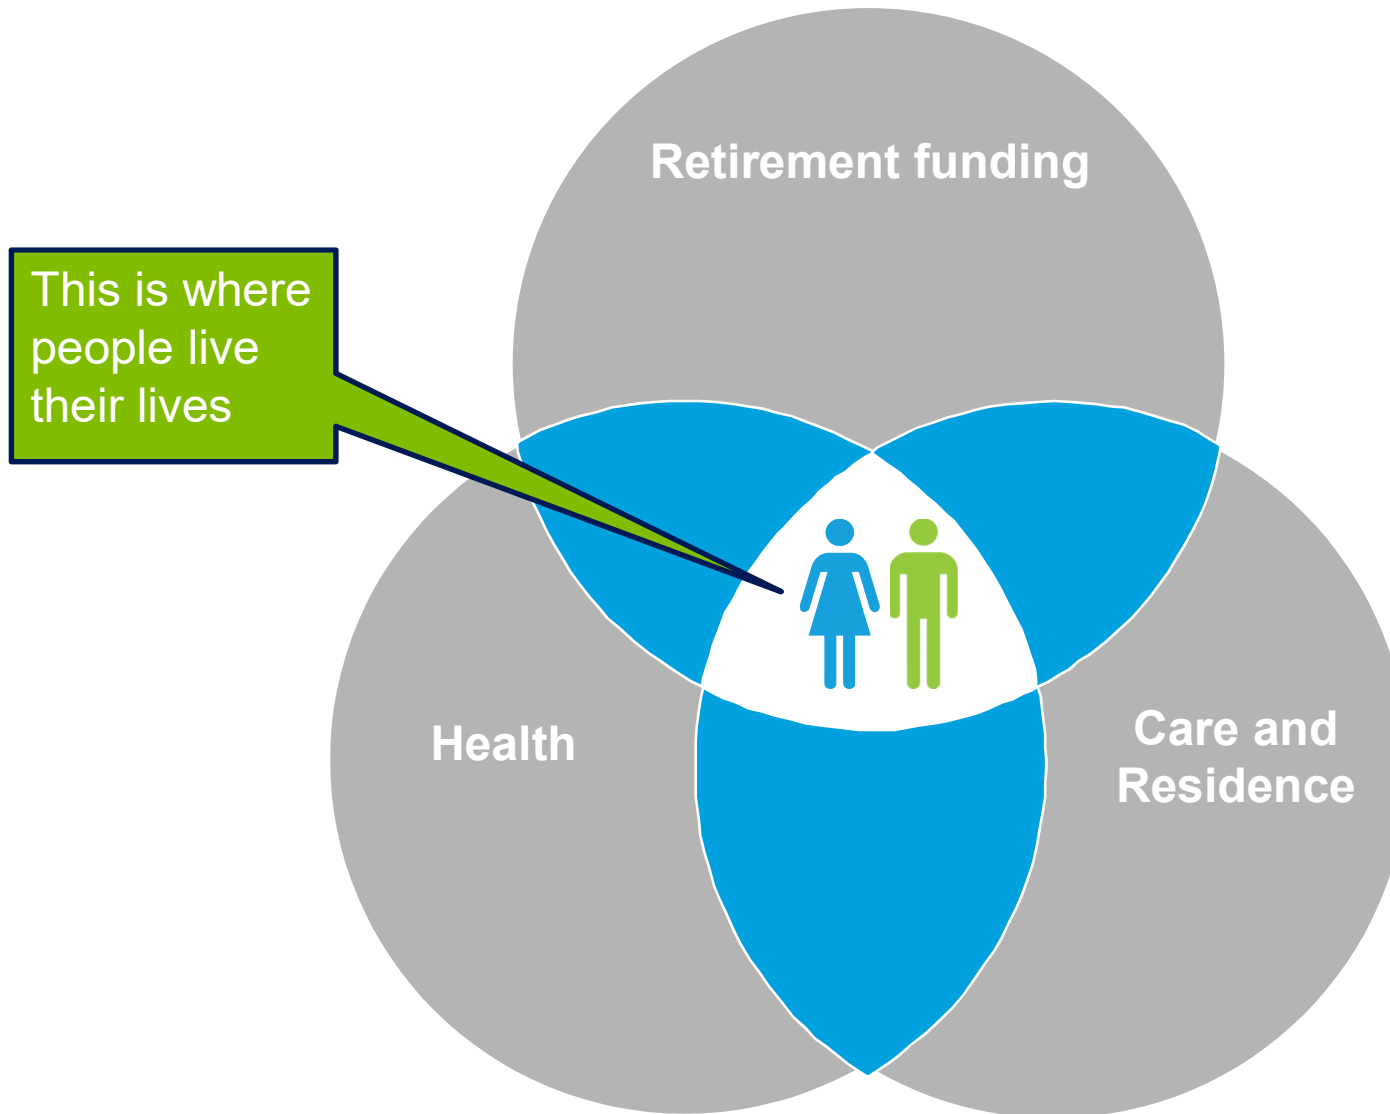 Retirement funding
This is where
people live
their lives
Health
Care and
Residence